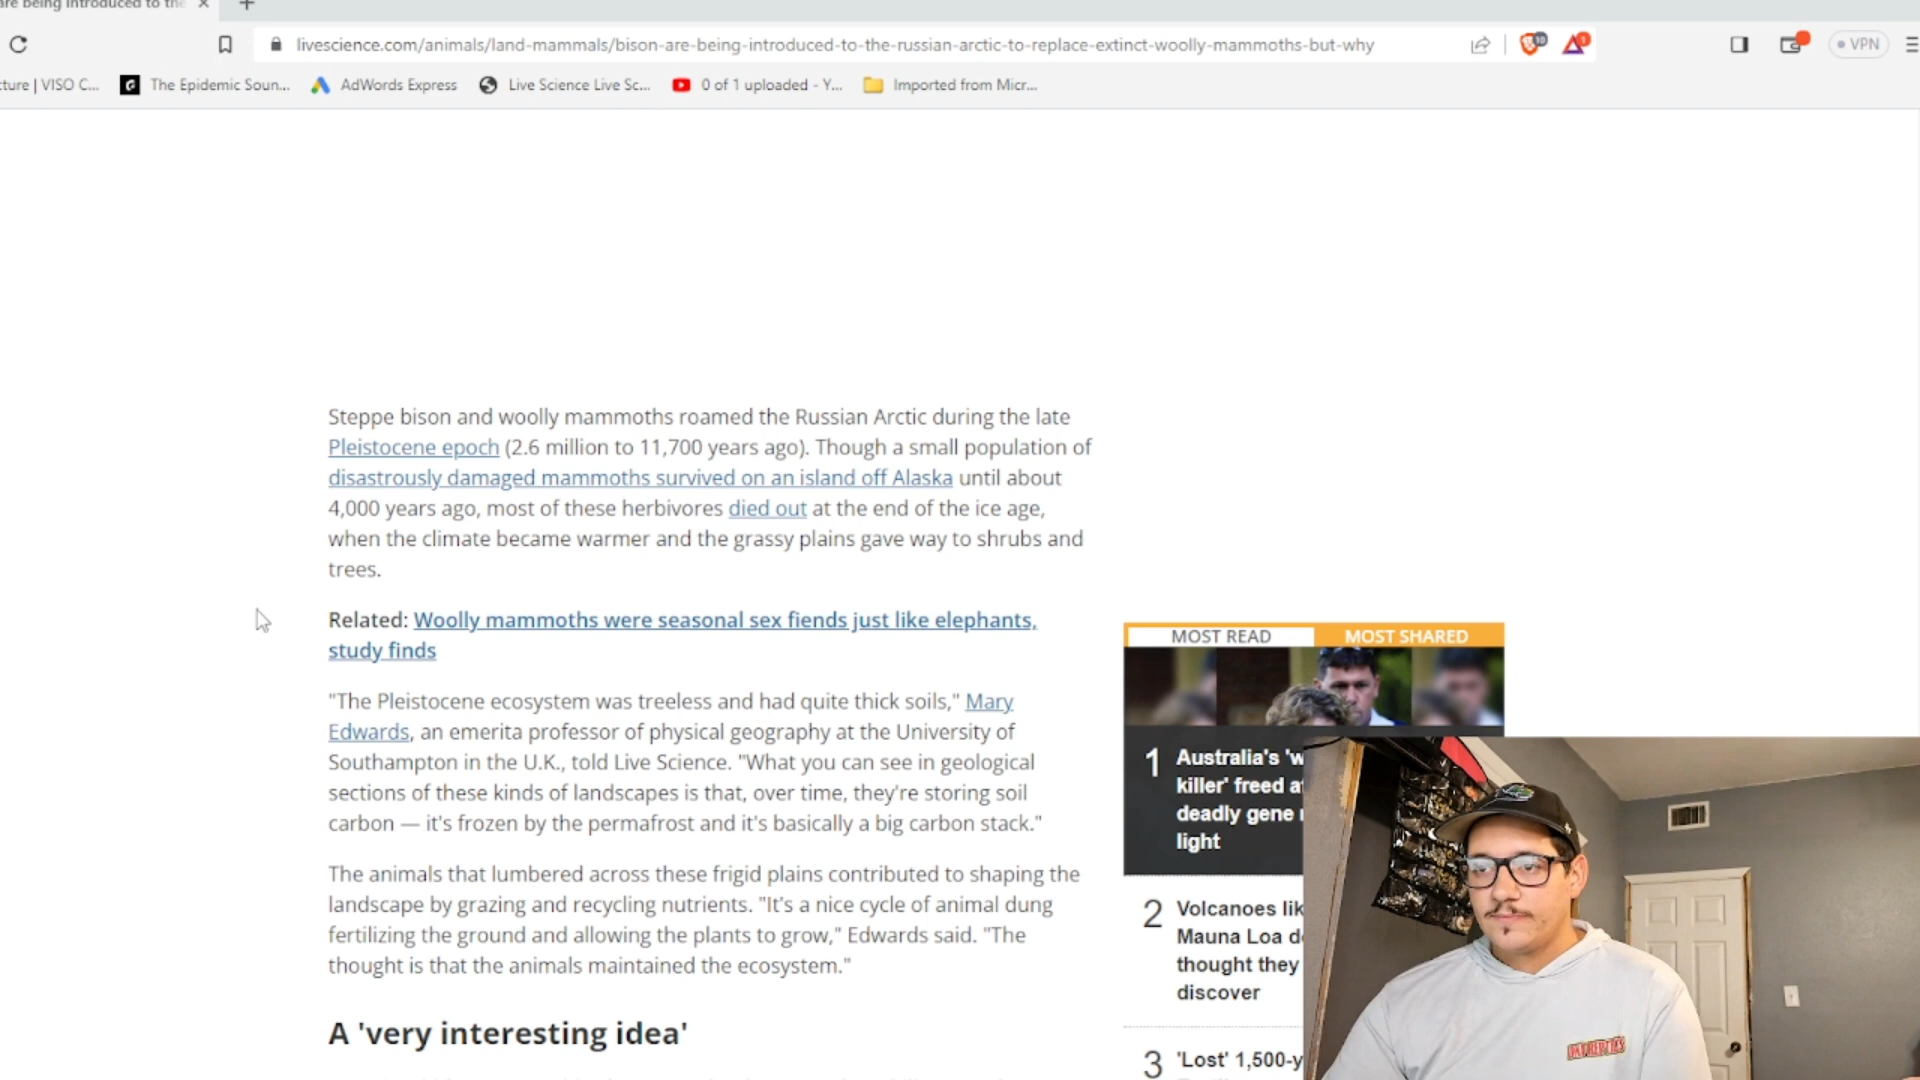 are being introduced to the
livescience.com/animals/land-mammals/bison-are-being-introduced-to-the-russian-arctic-to-replace-extinct-woolly-mammoths-but-why
VPN
cture | VISO C...
The Epidemic Soun...
AdWords Express
Live Science Live Sc...
0 of 1 uploaded - Y...
Imported from Micr...
Steppe bison and woolly mammoths roamed the Russian Arctic during the late
Pleistocene epoch (2.6 million to 11,700 years ago). Though a small population of
disastrously damaged mammoths survived on an island off Alaska until about
4,000 years ago, most of these herbivores died out at the end of the ice age,
when the climate became warmer and the grassy plains gave way to shrubs and
trees.
Related: Woolly mammoths were seasonal sex fiends just like elephants,
study finds
"The Pleistocene ecosystem was treeless and had quite thick soils," Mary
Edwards, an emerita professor of physical geography at the University of
Southampton in the U.K., told Live Science. "What you can see in geological
sections of these kinds of landscapes is that, over time, they're storing soil
carbon — it's frozen by the permafrost and it's basically a big carbon stack."
The animals that lumbered across these frigid plains contributed to shaping the
landscape by grazing and recycling nutrients. "It's a nice cycle of animal dung
fertilizing the ground and allowing the plants to grow," Edwards said. "The
thought is that the animals maintained the ecosystem."
A 'very interesting idea'
MOST READ
MOST SHARED
1
Australia's 'w
killer' freed a
deadly gene
light
2
Volcanoes lik
Mauna Loa d
thought they
discover
3
'Lost' 1,500-y